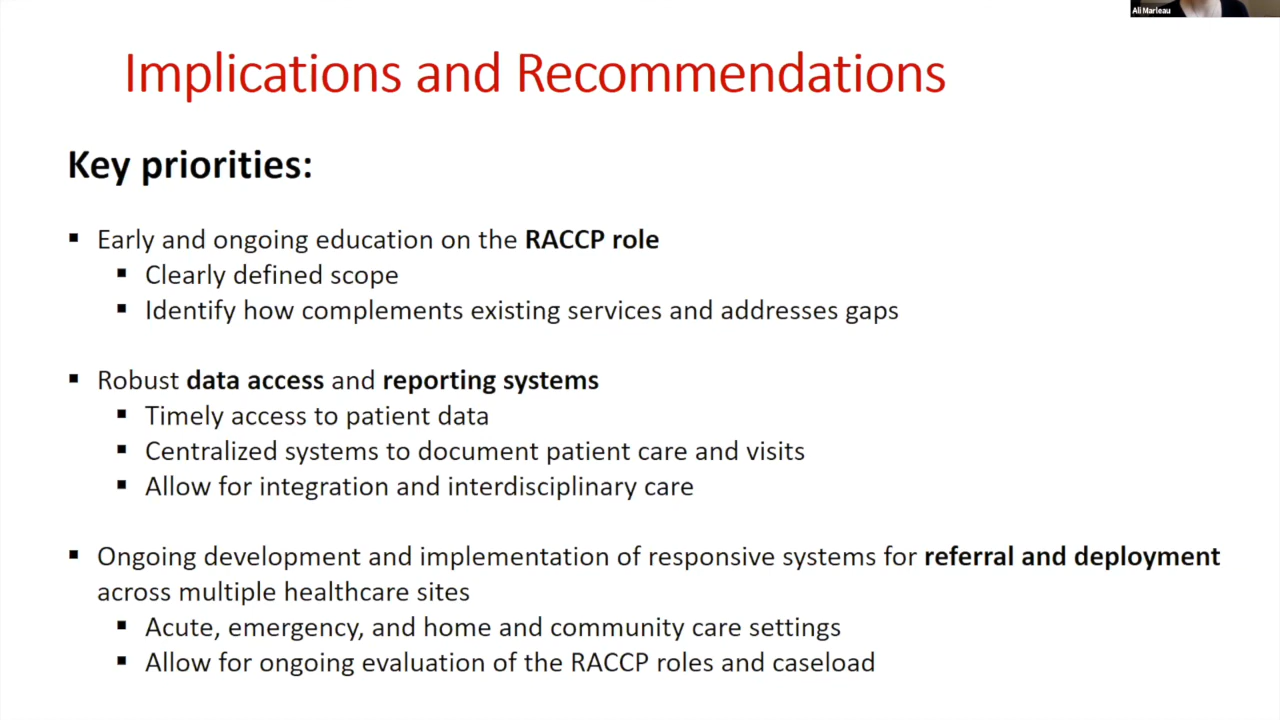 Ali Marleau
Implications and Recommendations
Key priorities:
▪ Early and ongoing education on the RACCP role
▪ Clearly defined scope
▪ Identify how complements existing services and addresses gaps
▪ Robust data access and reporting systems
▪ Timely access to patient data
▪ Centralized systems to document patient care and visits
▪ Allow for integration and interdisciplinary care
▪ Ongoing development and implementation of responsive systems for referral and deployment
across multiple healthcare sites
▪ Acute, emergency, and home and community care settings
▪ Allow for ongoing evaluation of the RACCP roles and caseload